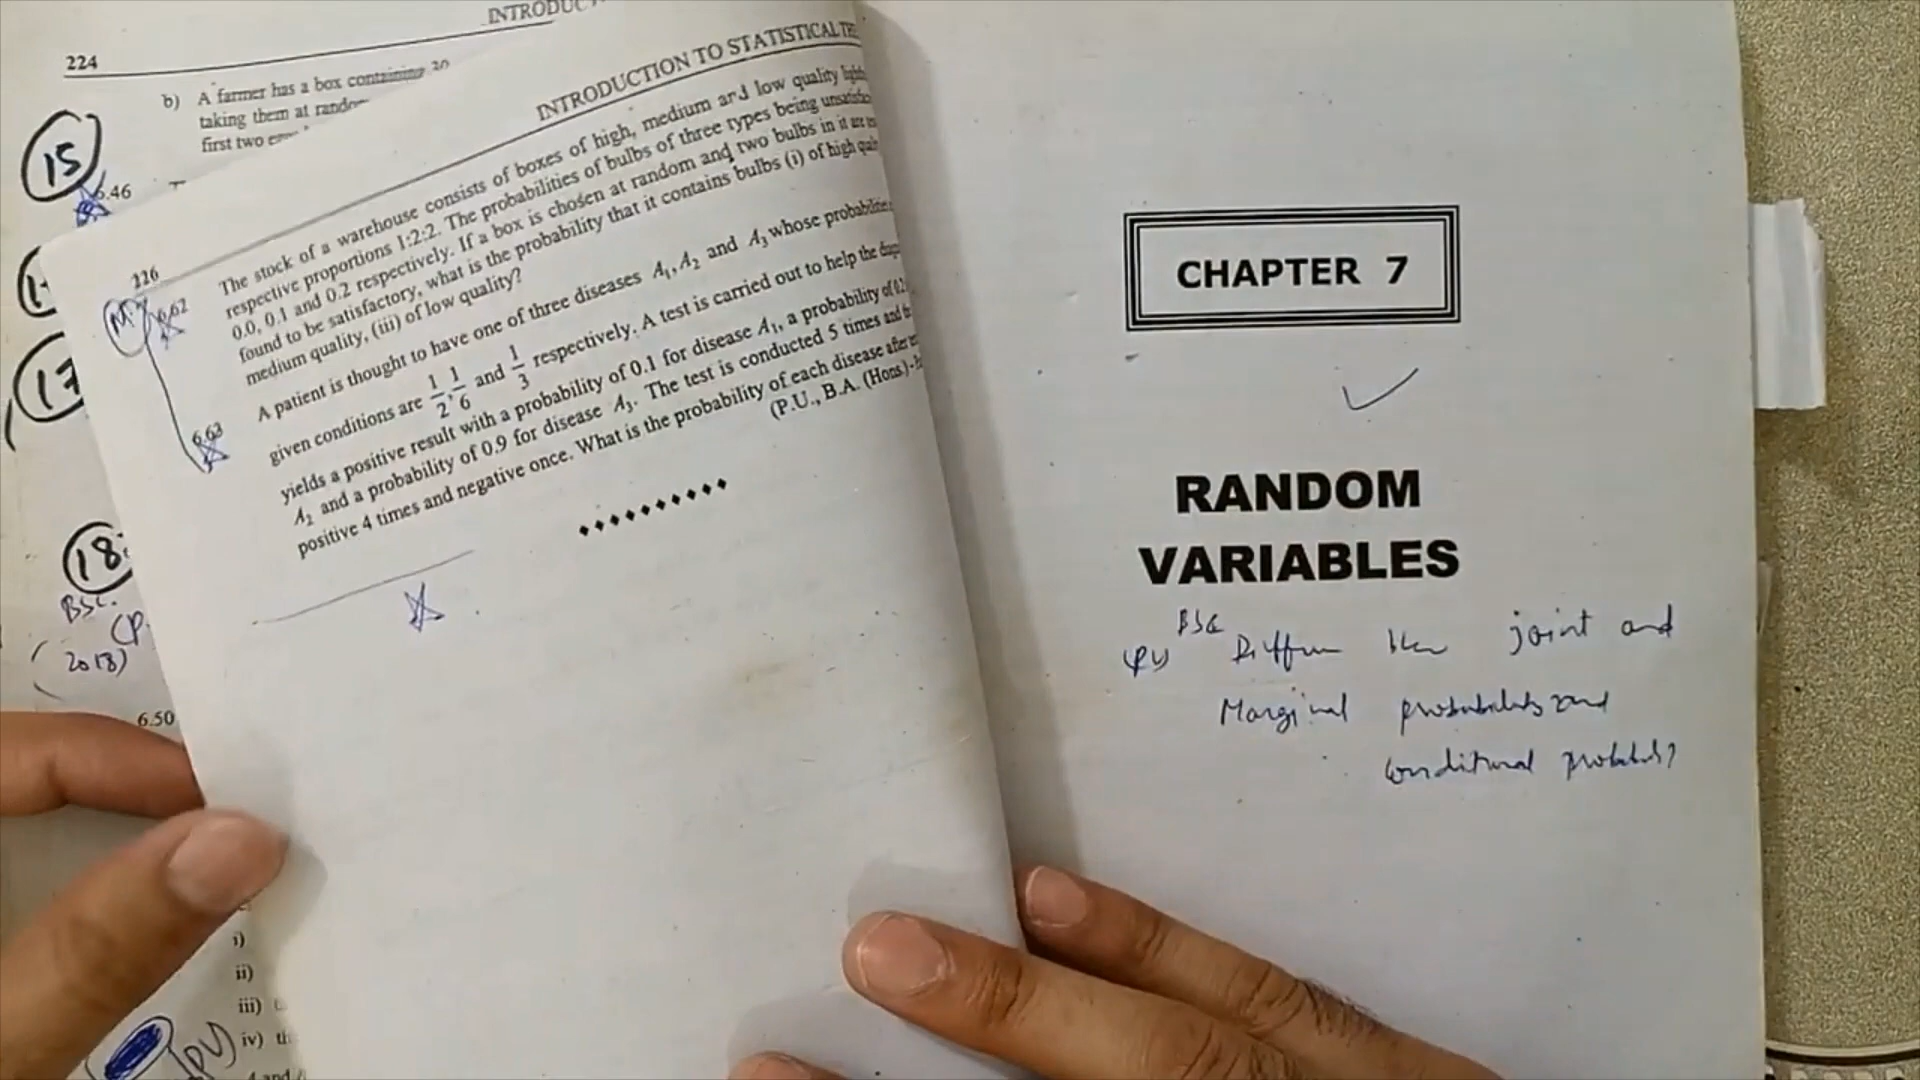 INTRODUCT
224
b) A farmer has a box containing 30
taking them at random
first two
15
6.46
17
18
BSC.
2018)
6.50
i)
ii)
iii)
iv) th
4 and
(PU)
INTRODUCTION TO STATISTICAL THE
226
6.62 The stock of a warehouse consists of boxes of high, medium and low quality
respective proportions 1:2:2. The probabilities of bulbs of three types being
0.0, 0.1 and 0.2 respectively. If a box is chosen at random and two bulbs in it are
found to be satisfactory, what is the probability that it contains bulbs (i) of high
medium quality, (iii) of low quality?
6.63 A patient is thought to have one of three diseases A₁, A₂ and A₃ whose probabilities
given conditions are 1/2, 1/6 and 1/3 respectively. A test is carried out to help the
yields a positive result with a probability of 0.1 for disease A₁, a probability of
A₂ and a probability of 0.9 for disease A₃. The test is conducted 5 times and
positive 4 times and negative once. What is the probability of each disease after
(P.U., B.A. (Hons.)
CHAPTER 7
RANDOM
VARIABLES
BSC
joint and
Marginal and
conditional